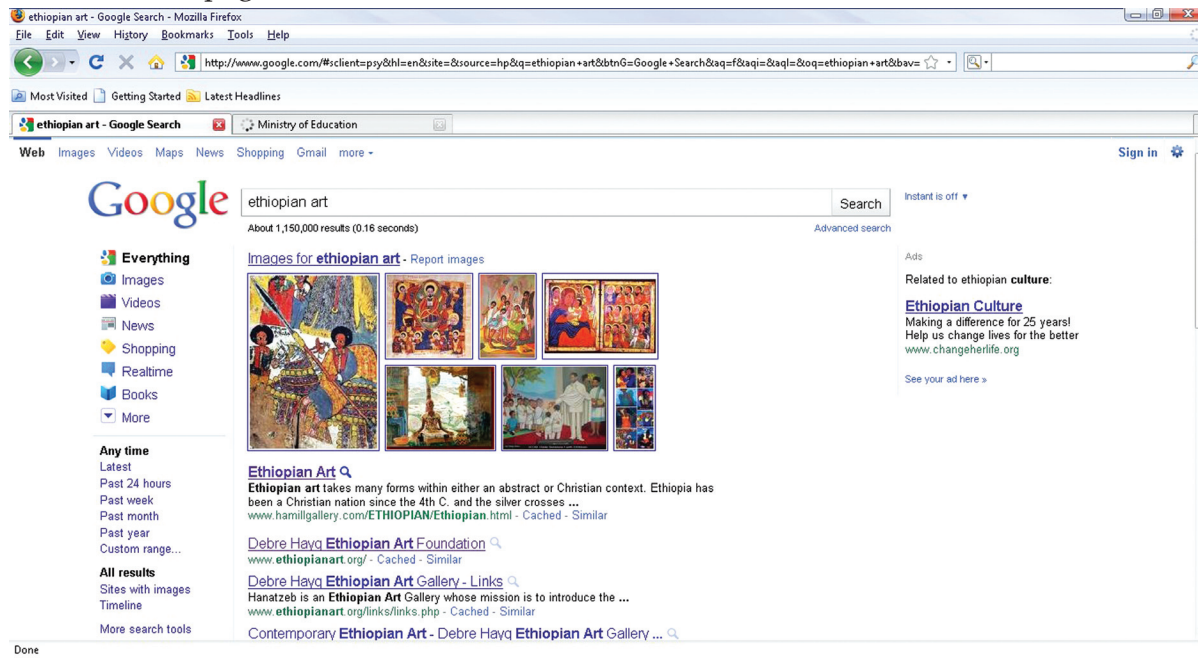 ethiopian art - Google Search - Mozilla Firefox
File Edit View History Bookmarks Tools Help
http://www.google.com/#sclient=psy&hl=en&site=&source=hp&q=ethiopian+art&btnG=Google+Search&aq=f&aqi=&aql=&oq=ethiopian+art&bav=
Most Visited Getting Started Latest Headlines
ethiopian art - Google Search Ministry of Education
Web Images Videos Maps News Shopping Gmail more Sign in
Google ethiopian art Search Instant is off
About 1,150,000 results (0.16 seconds) Advanced search
Everything
Images
Videos
News
Shopping
Realtime
Books
More
Any time
Latest
Past 24 hours
Past week
Past month
Past year
Custom range...
All results
Sites with images
Timeline
More search tools
Images for ethiopian art - Report images
Ethiopian Art
Ethiopian art takes many forms within either an abstract or Christian context. Ethiopia has
been a Christian nation since the 4th C. and the silver crosses ...
www.hamillgallery.com/ETHIOPIAN/Ethiopian.html - Cached - Similar
Debre Hayq Ethiopian Art Foundation
www.ethiopianart.org/ - Cached - Similar
Debre Hayq Ethiopian Art Gallery - Links
Hanatzeb is an Ethiopian Art Gallery whose mission is to introduce the ...
www.ethiopianart.org/links/links.php - Cached - Similar
Contemporary Ethiopian Art - Debre Hayq Ethiopian Art Gallery ...
Ads
Related to ethiopian culture:
Ethiopian Culture
Making a difference for 25 years!
Help us change lives for the better
www.changeherlife.org
See your ad here »
Done